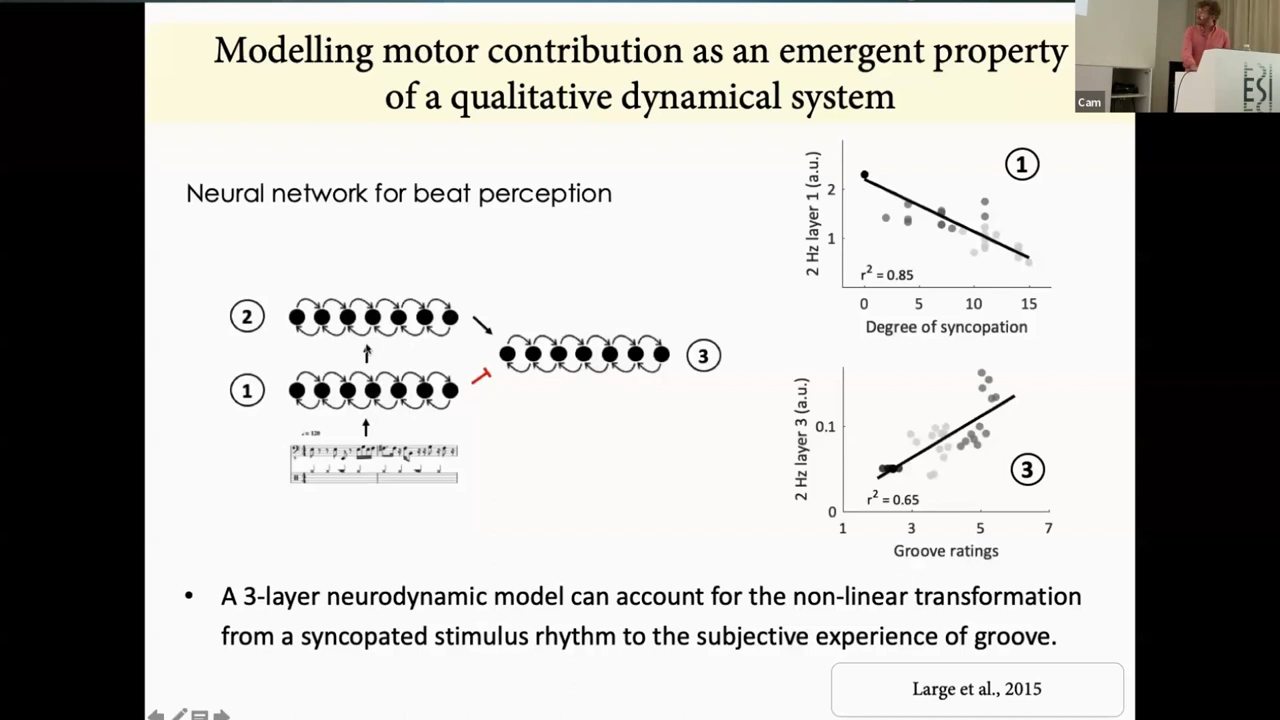 Modelling motor contribution as an emergent property
of a qualitative dynamical system
Cam
ESI
Neural network for beat perception
2
1
3
♩= 120
2 Hz layer 1 (a.u.)
2
1
1
r² = 0.85
0 5 10 15
Degree of syncopation
2 Hz layer 3 (a.u.)
0.1
0
3
r² = 0.65
1 3 5 7
Groove ratings
• A 3-layer neurodynamic model can account for the non-linear transformation
from a syncopated stimulus rhythm to the subjective experience of groove.
Large et al., 2015